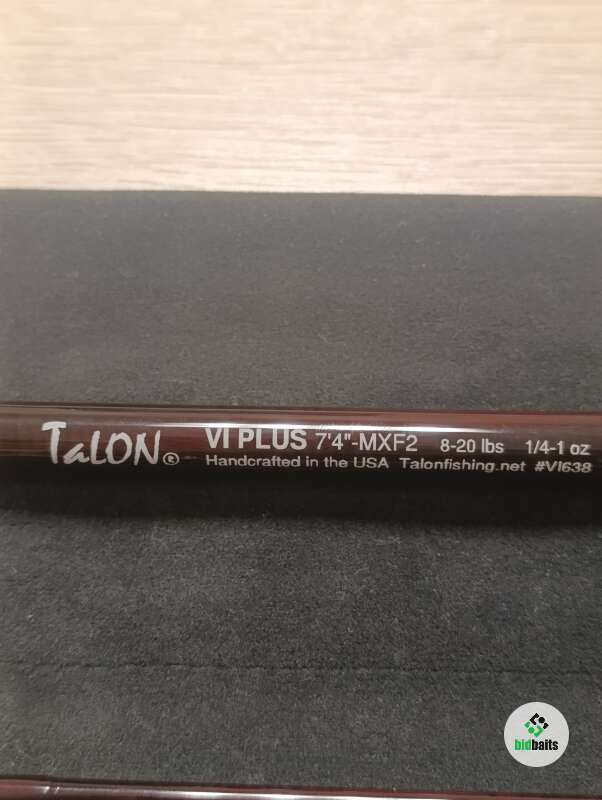 TaLON® VI PLUS 7'4"-MXF2 8-20 lbs 1/4-1 oz
Handcrafted in the USA Talonfishing.net #VI638
bidbaits